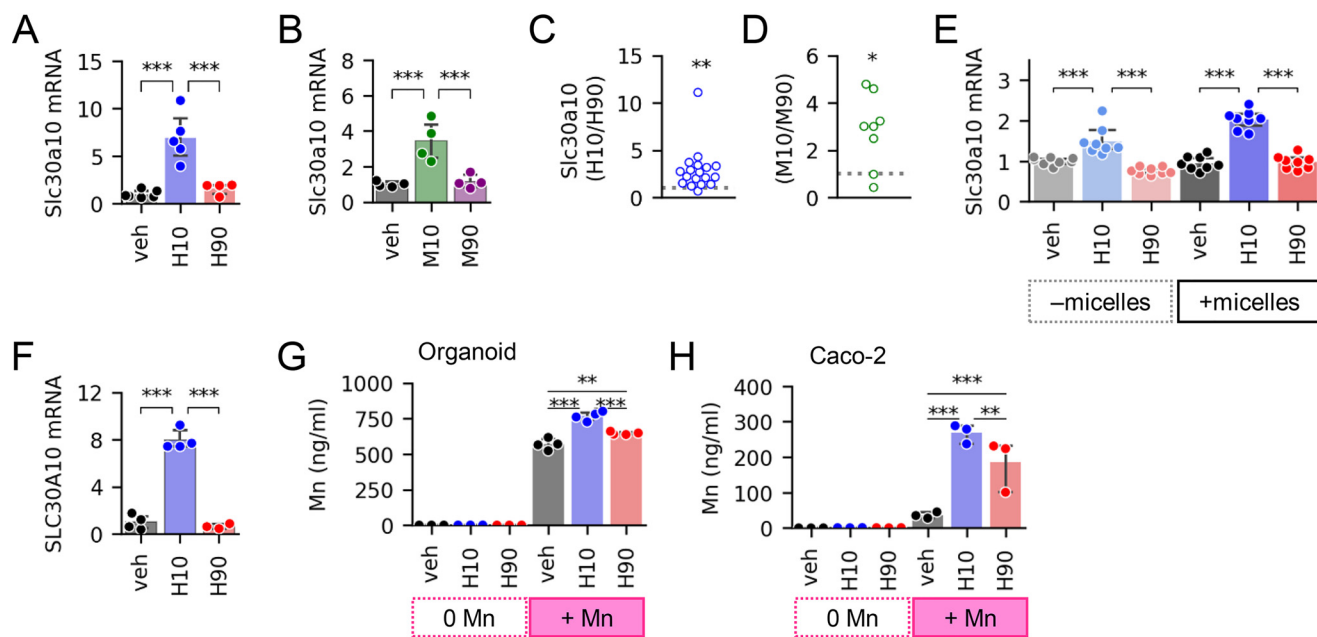 A
Slc30a10 mRNA
15
10
5
0
***
***
veh
H10
H90
B
Slc30a10 mRNA
8
6
4
2
0
***
***
veh
M10
M90
C
Slc30a10
(H10/H90)
15
10
5
0
**
D
(M10/M90)
6
4
2
0
*
E
Slc30a10 mRNA
3
2
1
0
***
***
***
***
veh
H10
H90
veh
H10
H90
–micelles
+micelles
F
SLC30A10 mRNA
12
8
4
0
***
***
veh
H10
H90
G
Organoid
Mn (ng/ml)
1000
750
500
250
0
**
***
***
veh
H10
H90
veh
H10
H90
0 Mn
+ Mn
H
Caco-2
Mn (ng/ml)
400
300
200
100
0
***
***
**
veh
H10
H90
veh
H10
H90
0 Mn
+ Mn